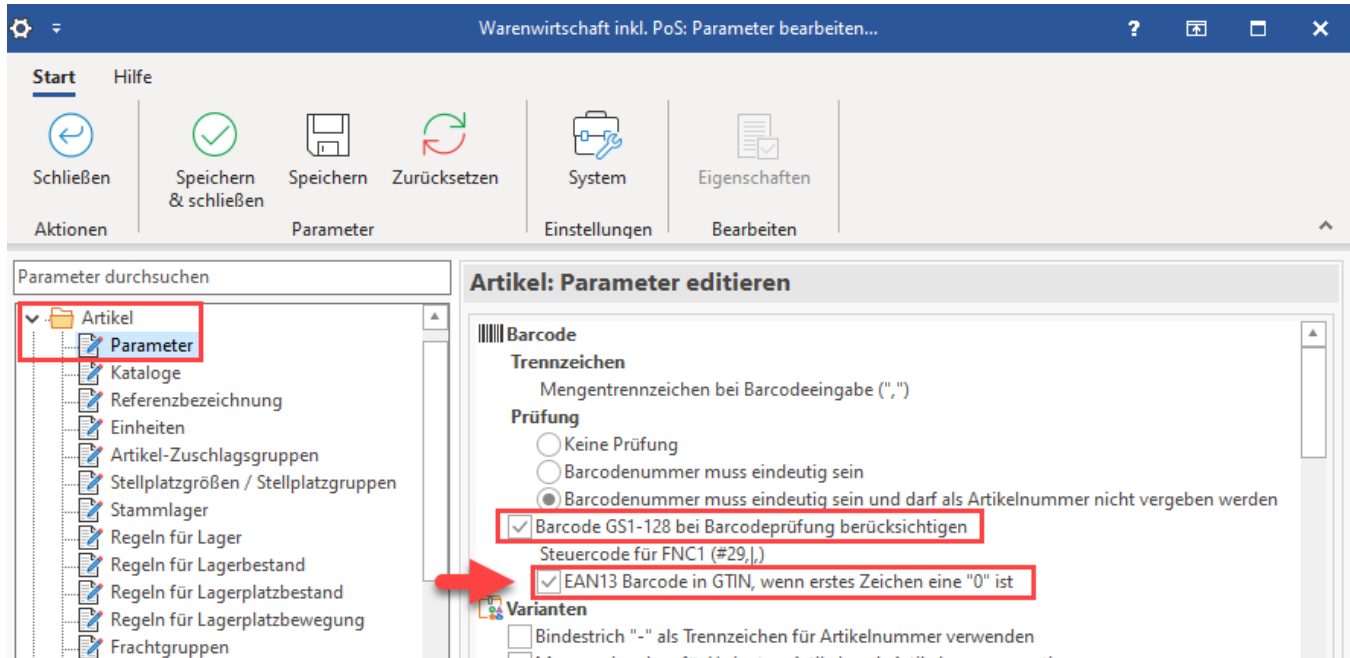 Warenwirtschaft inkl. PoS: Parameter bearbeiten...
?
Start Hilfe
Schließen
Speichern
& schließen
Speichern
Zurücksetzen
System
Eigenschaften
Aktionen
Parameter
Einstellungen
Bearbeiten
Parameter durchsuchen
Artikel
Parameter
Kataloge
Referenzbezeichnung
Einheiten
Artikel-Zuschlagsgruppen
Stellplatzgrößen / Stellplatzgruppen
Stammlager
Regeln für Lager
Regeln für Lagerbestand
Regeln für Lagerplatzbestand
Regeln für Lagerplatzbewegung
Frachtgruppen
Artikel: Parameter editieren
Barcode
Trennzeichen
Mengentrennzeichen bei Barcodeeingabe (",")
Prüfung
Keine Prüfung
Barcodenummer muss eindeutig sein
Barcodenummer muss eindeutig sein und darf als Artikelnummer nicht vergeben werden
Barcode GS1-128 bei Barcodeprüfung berücksichtigen
Steuercode für FNC1 (#29,|,)
EAN13 Barcode in GTIN, wenn erstes Zeichen eine "0" ist
Varianten
Bindestrich "-" als Trennzeichen für Artikelnummer verwenden